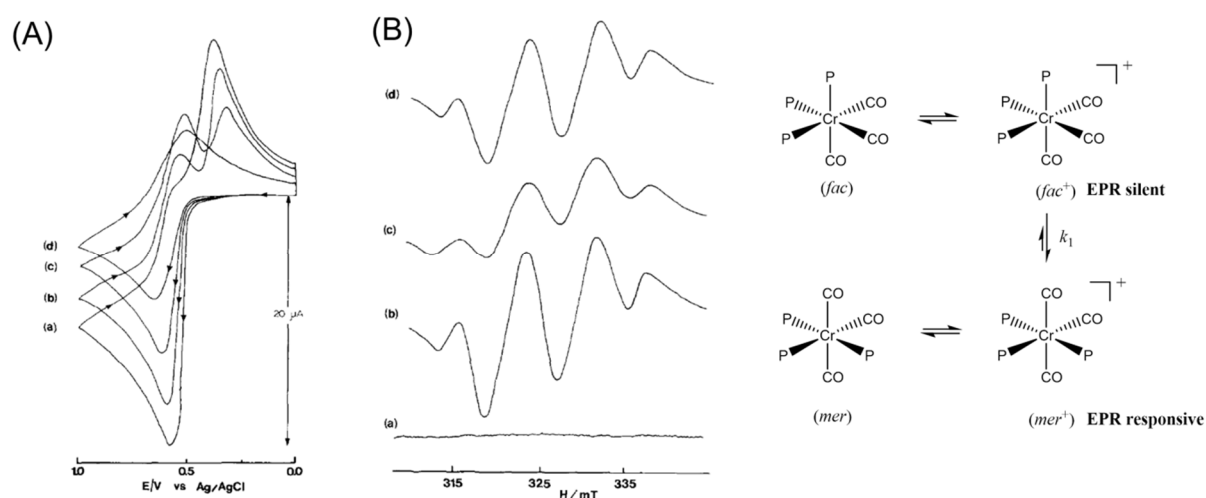 (A)
(d)
(c)
(b)
(a)
20 µA
1.0 0.5 0.0
E/V vs Ag/AgCl
(B)
(d)
(c)
(b)
(a)
315 325 335
H/mT
P
P CO
Cr
P CO
CO
(fac)
P +
P CO
Cr
P CO
CO
(fac+) EPR silent
k1
CO
P CO
Cr
P P
CO
(mer)
CO +
P CO
Cr
P P
CO
(mer+) EPR responsive